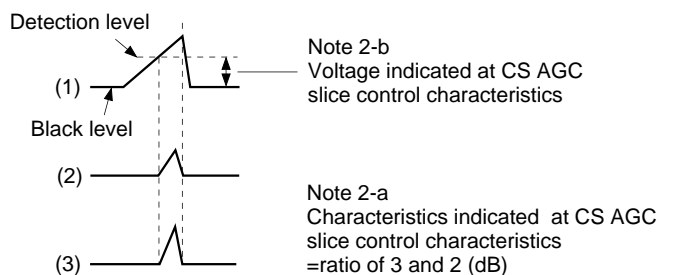 Detection level
Note 2-b
Voltage indicated at CS AGC
slice control characteristics
(1)
Black level
(2)
Note 2-a
Characteristics indicated at CS AGC
slice control characteristics
=ratio of 3 and 2 (dB)
(3)